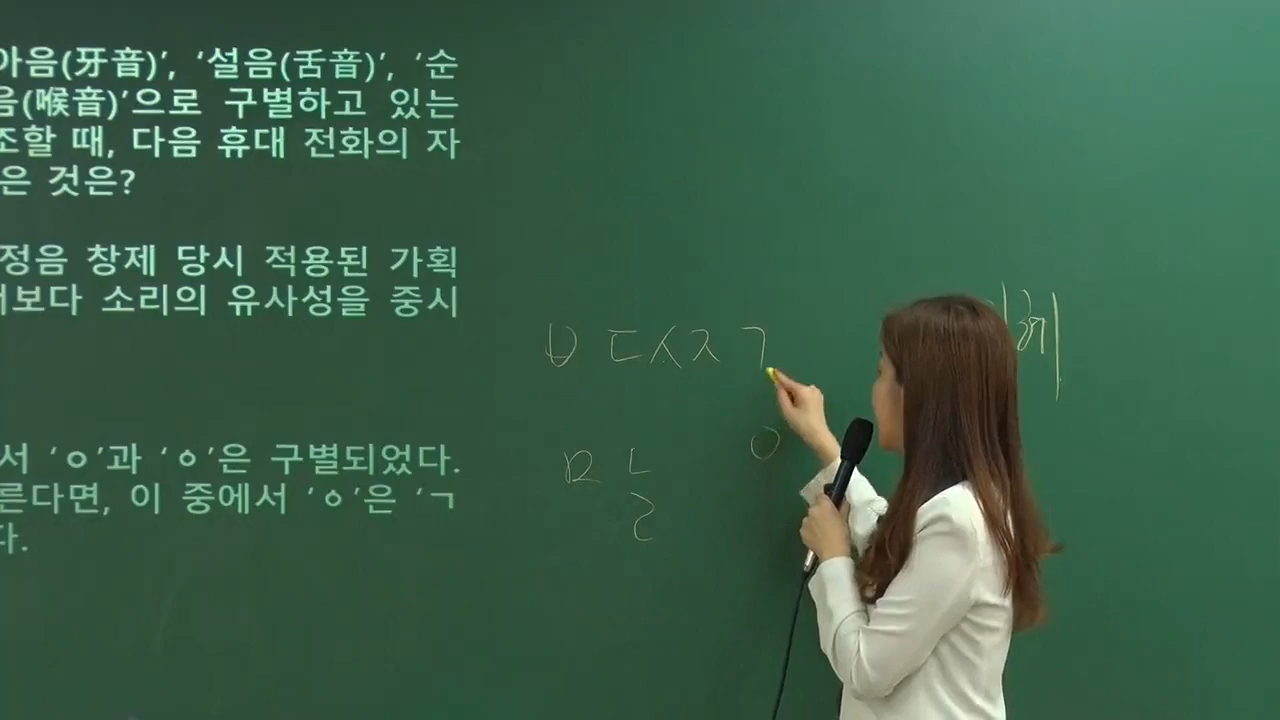 아음(牙音)’, ‘설음(舌音)’, ‘순
음(喉音)’으로 구별하고 있는
조할 때, 다음 휴대 전화의 자
은 것은?
정음 창제 당시 적용된 가획
보다 소리의 유사성을 중시
서 ‘ㅇ’과 ‘ㆁ’은 구별되었다.
른다면, 이 중에서 ‘ㆁ’은 ‘ㄱ
다.
ㅂ ㄷㅅㅈ ㄱ
ㅁ ㄴ ㅇ
ㄹ